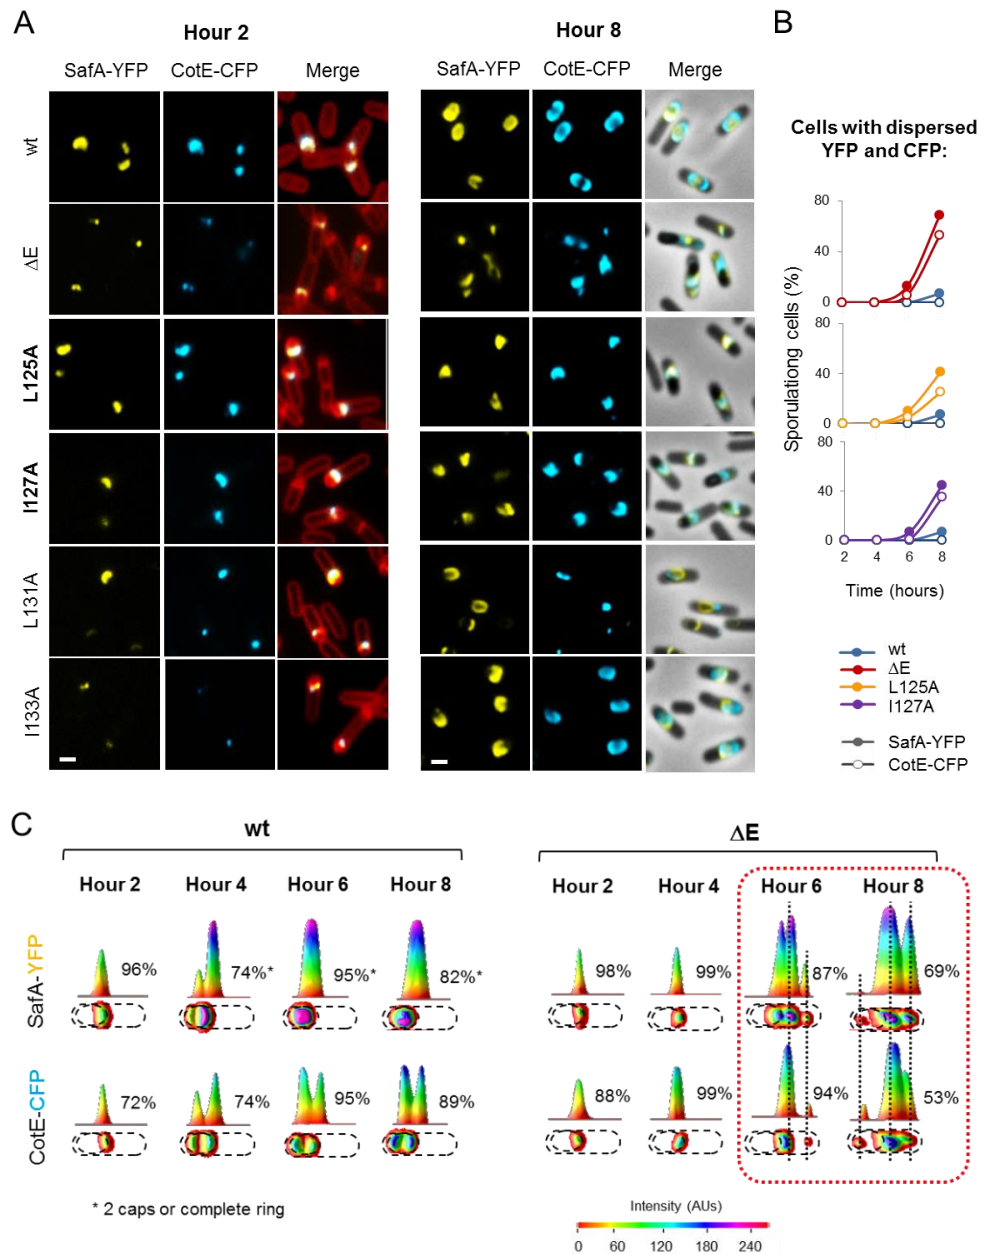 A
Hour 2
Hour 8
SafA-YFP CotE-CFP Merge
SafA-YFP CotE-CFP Merge
wt
ΔE
L125A
I127A
L131A
I133A
B
Cells with dispersed
YFP and CFP:
Sporulationg cells (%)
80
40
0
80
40
0
80
40
0
2 4 6 8
Time (hours)
wt
ΔE
L125A
I127A
SafA-YFP
CotE-CFP
C
wt
ΔE
Hour 2 Hour 4 Hour 6 Hour 8
Hour 2 Hour 4 Hour 6 Hour 8
SafA-YFP
96% 74%* 95%* 82%*
98% 99% 87% 69%
CotE-CFP
72% 74% 95% 89%
88% 99% 94% 53%
* 2 caps or complete ring
Intensity (AUs)
0 60 120 180 240